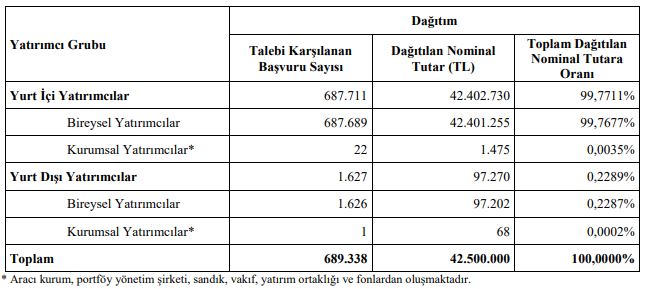 Yatırımcı Grubu
Dağıtım
Talebi Karşılanan Başvuru Sayısı
Dağıtılan Nominal Tutar (TL)
Toplam Dağıtılan Nominal Tutara Oranı
Yurt İçi Yatırımcılar 687.711 42.402.730 99,7711%
Bireysel Yatırımcılar 687.689 42.401.255 99,7677%
Kurumsal Yatırımcılar* 22 1.475 0,0035%
Yurt Dışı Yatırımcılar 1.627 97.270 0,2289%
Bireysel Yatırımcılar 1.626 97.202 0,2287%
Kurumsal Yatırımcılar* 1 68 0,0002%
Toplam 689.338 42.500.000 100,0000%
* Aracı kurum, portföy yönetim şirketi, sandık, vakıf, yatırım ortaklığı ve fonlardan oluşmaktadır.